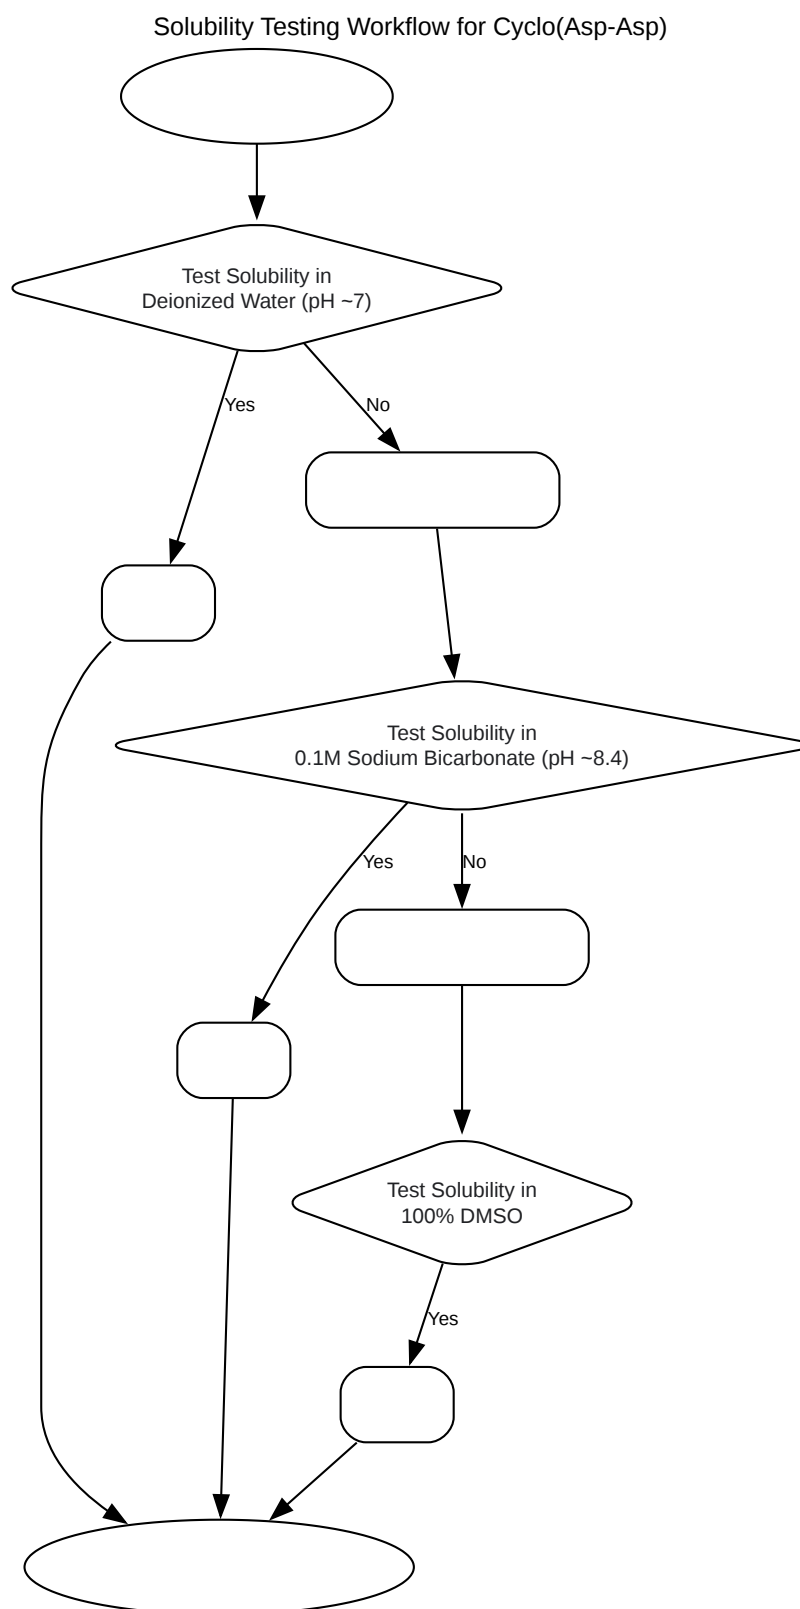 Solubility Testing Workflow for Cyclo(Asp-Asp)
Test Solubility in
Deionized Water (pH ~7)
Yes
No
Test Solubility in
0.1M Sodium Bicarbonate (pH ~8.4)
Yes
No
Test Solubility in
100% DMSO
Yes